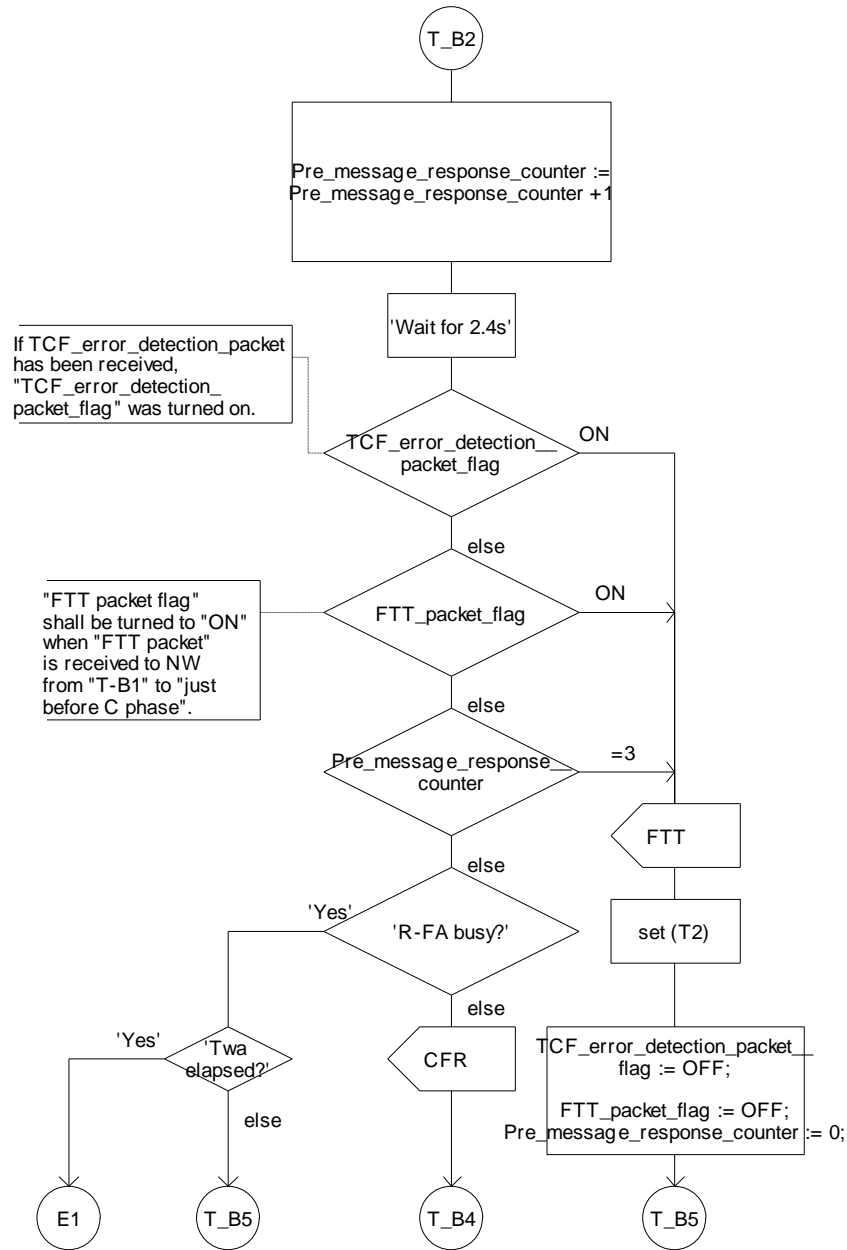 T_B2
Pre_message_response_counter :=
Pre_message_response_counter +1
'Wait for 2.4s'
If TCF_error_detection_packet
has been received,
"TCF_error_detection_
packet_flag" was turned on.
TCF_error_detection__
packet_flag
ON
else
"FTT packet flag"
shall be turned to "ON"
when "FTT packet"
is received to NW
from "T-B1" to "just
before C phase".
FTT_packet_flag
ON
else
Pre_message_response__
counter
=3
else
FTT
'R-FA busy?'
'Yes'
else
set (T2)
'Twa
elapsed?'
'Yes'
else
CFR
TCF_error_detection_packet__
flag := OFF;
FTT_packet_flag := OFF;
Pre_message_response_counter := 0;
E1
T_B5
T_B4
T_B5